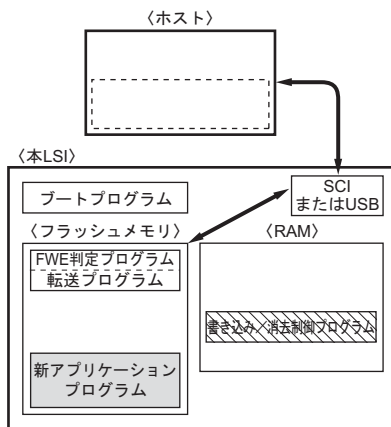 〈ホスト〉
〈本LSI〉
ブートプログラム
SCI
またはUSB
〈フラッシュメモリ〉
〈RAM〉
FWE判定プログラム
転送プログラム
書き込み／消去制御プログラム
新アプリケーション
プログラム